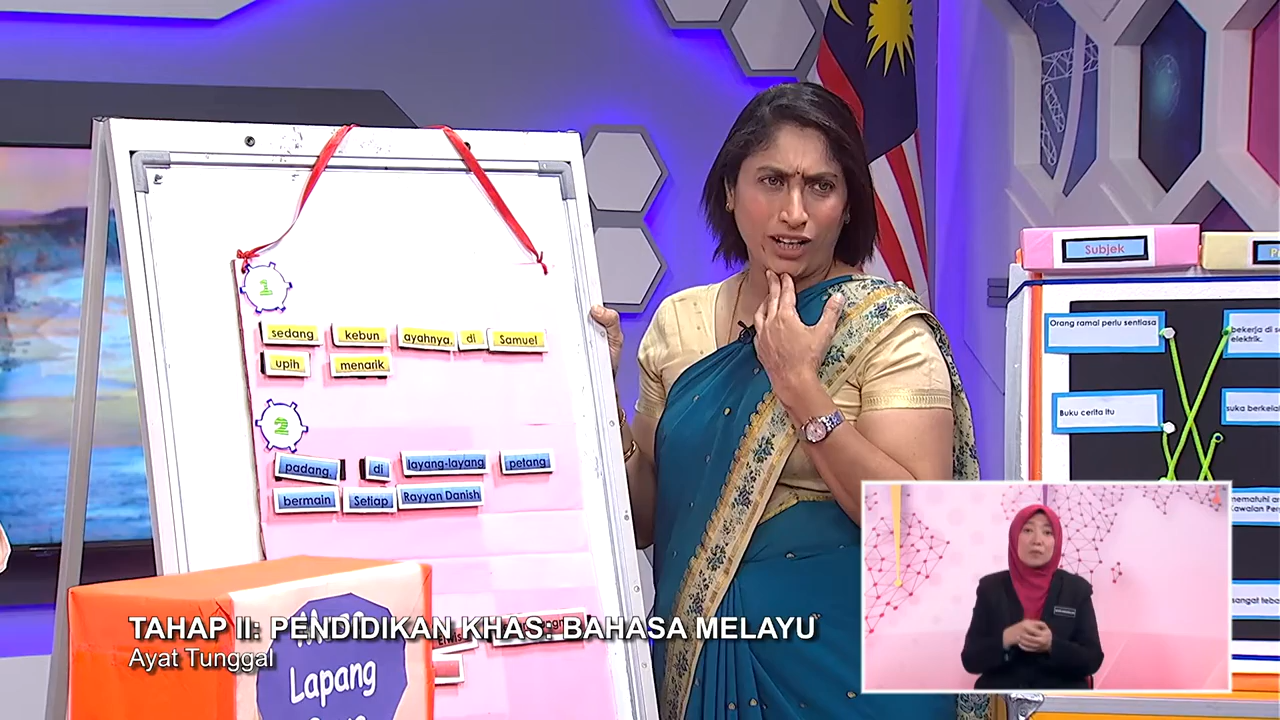 1
sedang kebun ayahnya. di Samuel
upih menarik
2
padang. di layang-layang petang
bermain Setiap Rayyan Danish
Lapang
Subjek
Orang ramai perlu sentiasa
bekerja di
elektrik.
Buku cerita itu
suka
mematuhi
sangat
TAHAP II: PENDIDIKAN KHAS: BAHASA MELAYU
Ayat Tunggal